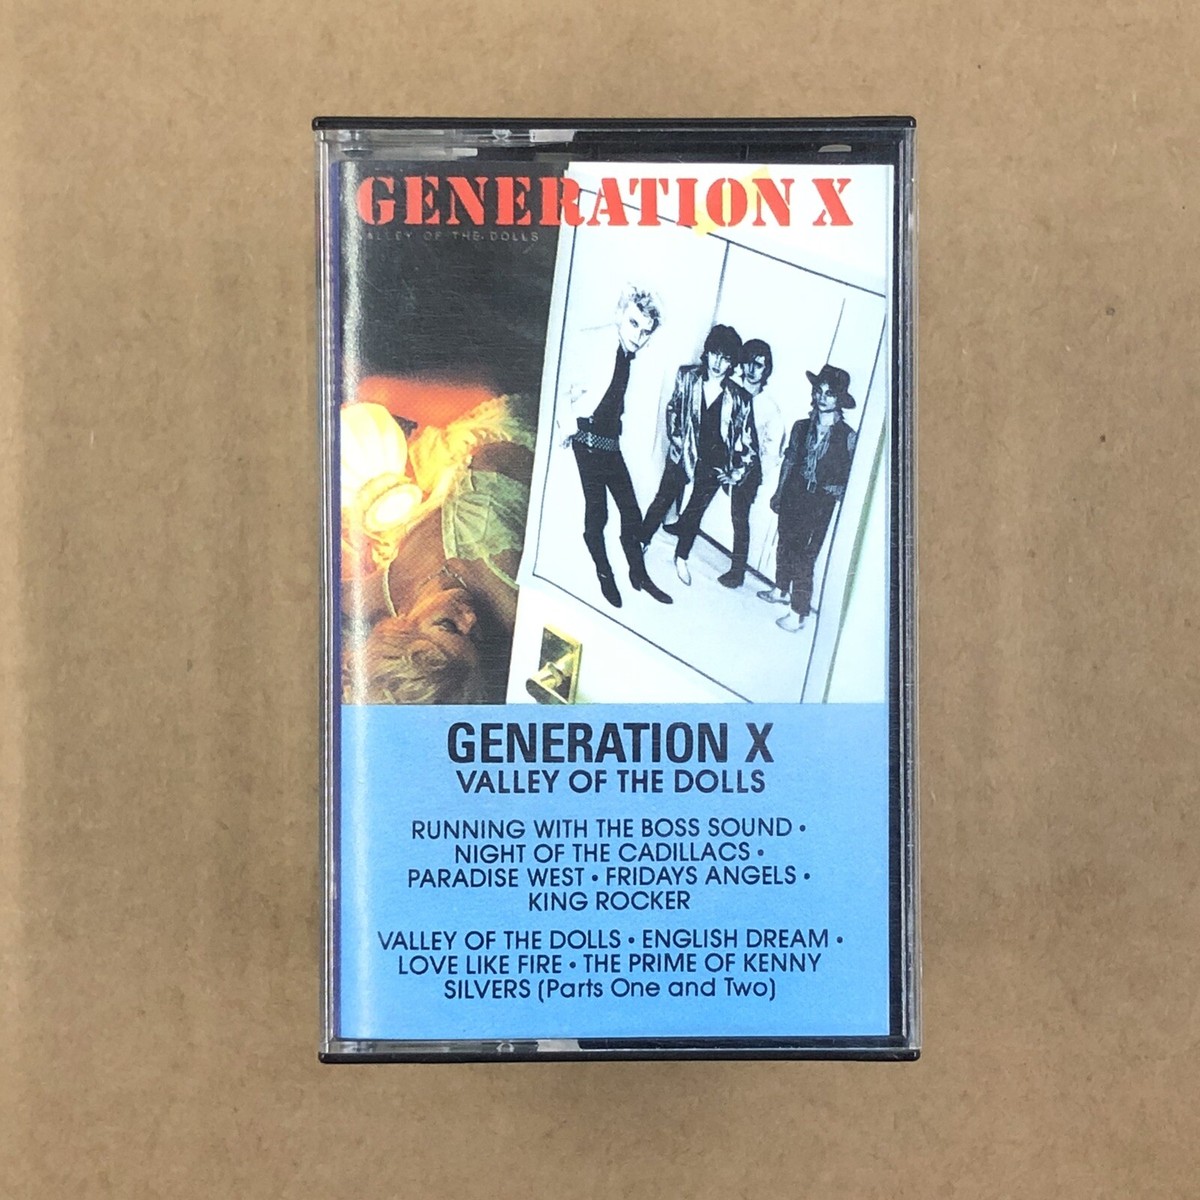 GENERATION X
VALLEY OF THE DOLLS
GENERATION X
VALLEY OF THE DOLLS
RUNNING WITH THE BOSS SOUND •
NIGHT OF THE CADILLACS •
PARADISE WEST • FRIDAYS ANGELS •
KING ROCKER
VALLEY OF THE DOLLS • ENGLISH DREAM •
LOVE LIKE FIRE • THE PRIME OF KENNY
SILVERS (Parts One and Two)